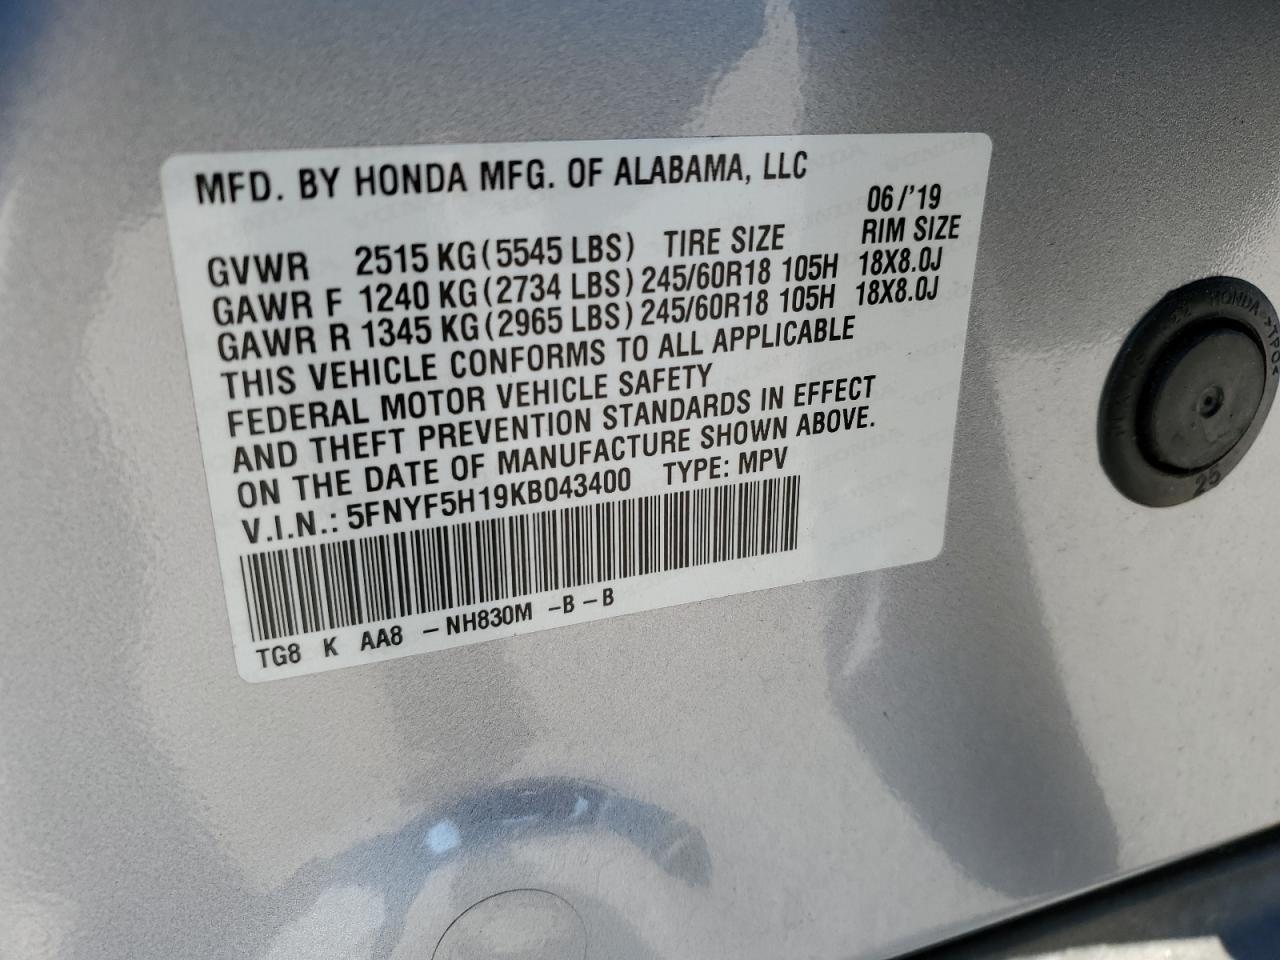 MFD. BY HONDA MFG. OF ALABAMA, LLC
06/'19
GVWR 2515 KG(5545 LBS) TIRE SIZE RIM SIZE
GAWR F 1240 KG(2734 LBS) 245/60R18 105H 18X8.0J
GAWR R 1345 KG(2965 LBS) 245/60R18 105H 18X8.0J
THIS VEHICLE CONFORMS TO ALL APPLICABLE
FEDERAL MOTOR VEHICLE SAFETY
AND THEFT PREVENTION STANDARDS IN EFFECT
ON THE DATE OF MANUFACTURE SHOWN ABOVE.
V.I.N.: 5FNYF5H19KB043400 TYPE: MPV
TG8 K AA8 - NH830M -B-B
HONDA
25